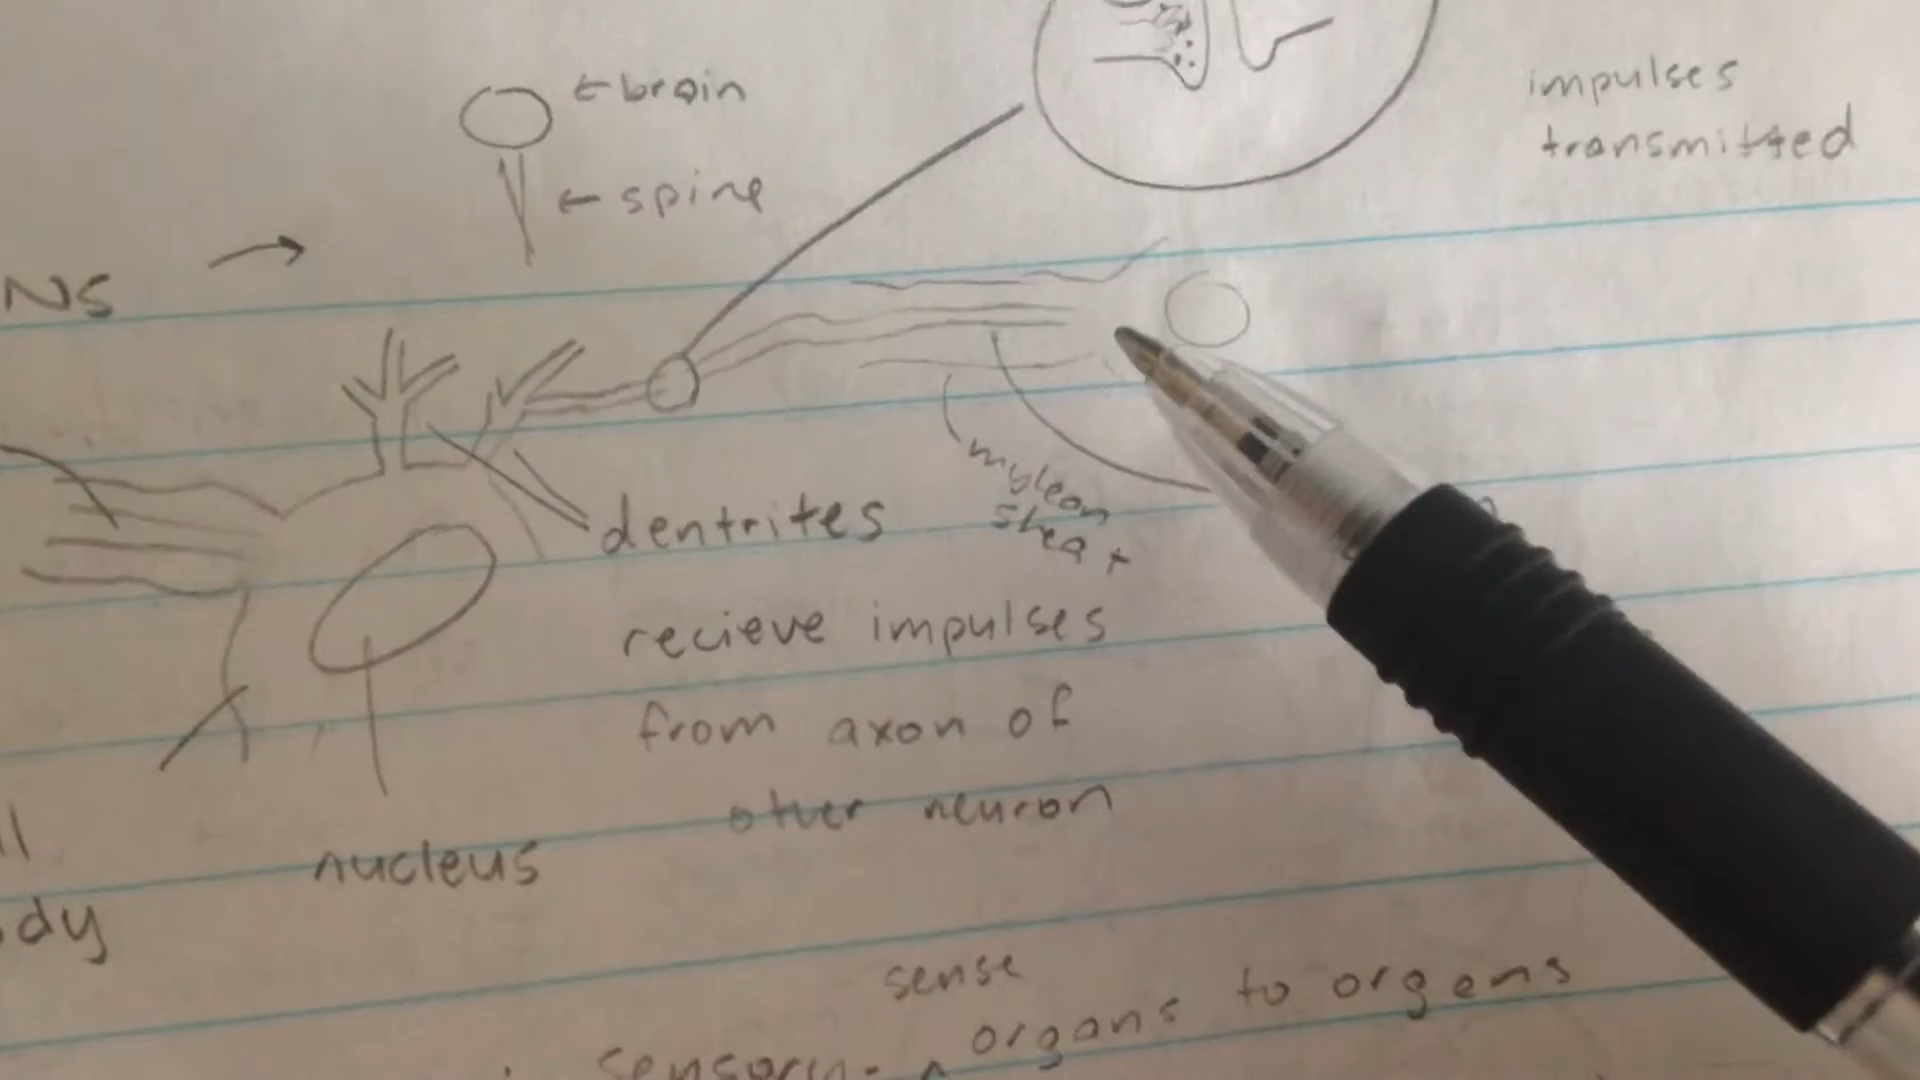 brain
impulses
transmitted
spine
NS
myleon
sheat
dentrites
recieve impulses
from axon of
other neuron
nucleus
dy
sense
organs to orgens
sensory-